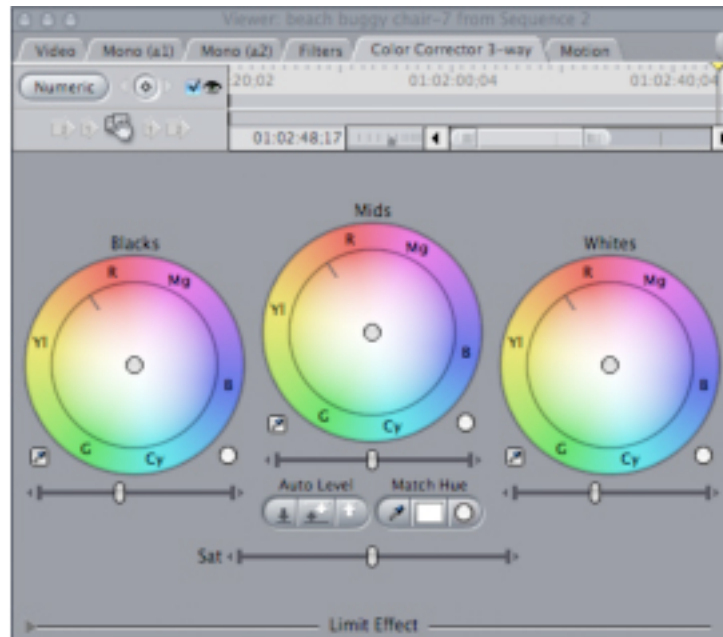 Viewer: beach buggy chair-7 from Sequence 2
Video Mono (a1) Mono (a2) Filters Color Corrector 3-way Motion
Numeric
:20;02 01:02:00;04 01:02:40;04
01:02:48;17
Mids
Blacks Whites
R Mg Yl B G Cy
R Mg Yl B G Cy
R Mg Yl B G Cy
Auto Level Match Hue
Sat
Limit Effect